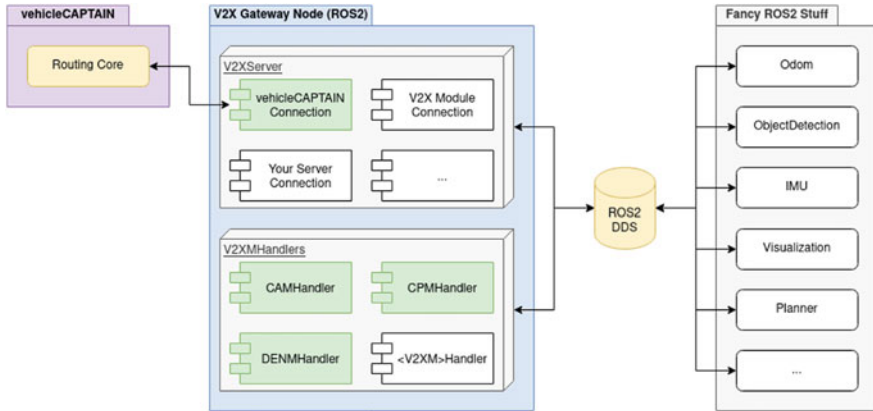 vehicleCAPTAIN
Routing Core
V2X Gateway Node (ROS2)
V2XServer
vehicleCAPTAIN
Connection
V2X Module
Connection
Your Server
Connection
...
V2XMHandlers
CAMHandler
CPMHandler
DENMHandler
<V2XM>Handler
ROS2
DDS
Fancy ROS2 Stuff
Odom
ObjectDetection
IMU
Visualization
Planner
...